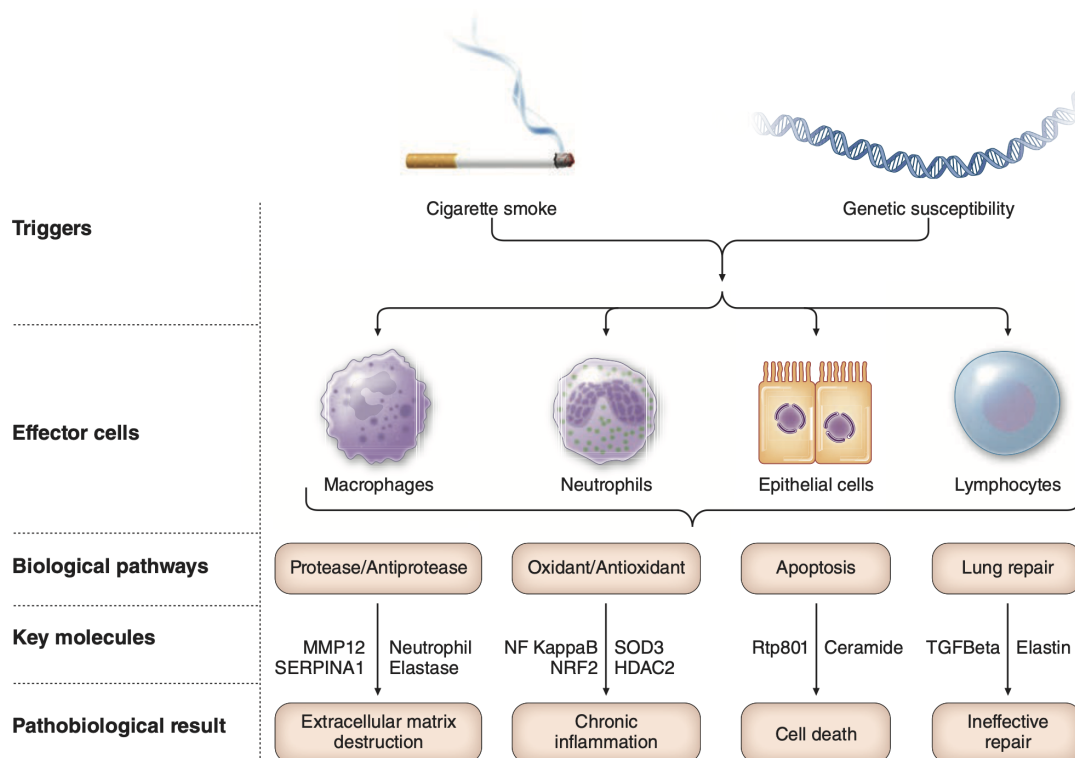 Cigarette smoke
Genetic susceptibility
Triggers
Effector cells
Macrophages
Neutrophils
Epithelial cells
Lymphocytes
Biological pathways
Protease/Antiprotease
Oxidant/Antioxidant
Apoptosis
Lung repair
Key molecules
MMP12
SERPINA1
Neutrophil
Elastase
NF KappaB
NRF2
SOD3
HDAC2
Rtp801
Ceramide
TGFBeta
Elastin
Pathobiological result
Extracellular matrix
destruction
Chronic
inflammation
Cell death
Ineffective
repair